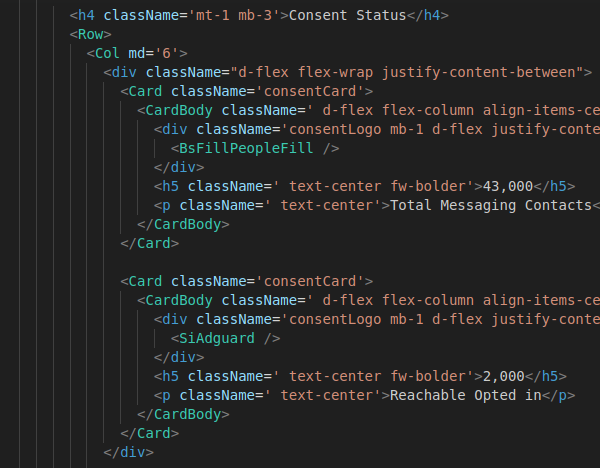 <h4 className='mt-1 mb-3'>Consent Status</h4>
<Row>
<Col md='6'>
<div className="d-flex flex-wrap justify-content-between">
<Card className='consentCard'>
<CardBody className=' d-flex flex-column align-items-ce
<div className='consentLogo mb-1 d-flex justify-conte
<BsFillPeopleFill />
</div>
<h5 className=' text-center fw-bolder'>43,000</h5>
<p className=' text-center'>Total Messaging Contacts<
</CardBody>
</Card>
<Card className='consentCard'>
<CardBody className=' d-flex flex-column align-items-ce
<div className='consentLogo mb-1 d-flex justify-conte
<SiAdguard />
</div>
<h5 className=' text-center fw-bolder'>2,000</h5>
<p className=' text-center'>Reachable Opted in</p>
</CardBody>
</Card>
</div>